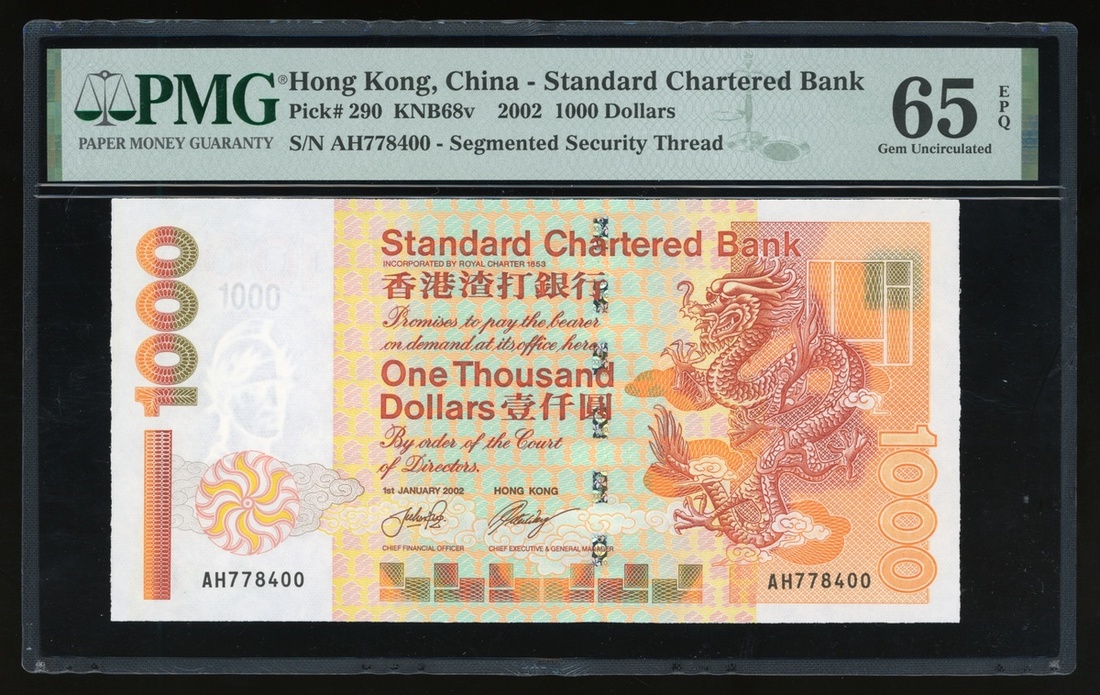 PMG®
PAPER MONEY GUARANTY
Hong Kong, China - Standard Chartered Bank
Pick# 290 KNB68v 2002 1000 Dollars
S/N AH778400 - Segmented Security Thread
65
EPQ
Gem Uncirculated
1000
1000
Standard Chartered Bank
INCORPORATED BY ROYAL CHARTER 1853
香港渣打銀行
Promises to pay the bearer
on demand at its office here
One Thousand
Dollars 壹仟圓
By order of the Court
of Directors.
1st JANUARY 2002 HONG KONG
CHIEF FINANCIAL OFFICER CHIEF EXECUTIVE & GENERAL MANAGER
1000
AH778400
AH778400